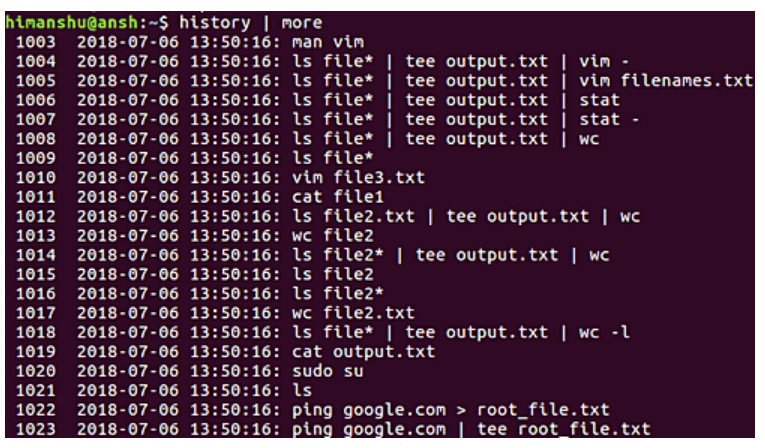 himanshu@ansh:~$ history | more
1003  2018-07-06 13:50:16: man vim
1004  2018-07-06 13:50:16: ls file* | tee output.txt | vim -
1005  2018-07-06 13:50:16: ls file* | tee output.txt | vim filenames.txt
1006  2018-07-06 13:50:16: ls file* | tee output.txt | stat
1007  2018-07-06 13:50:16: ls file* | tee output.txt | stat -
1008  2018-07-06 13:50:16: ls file* | tee output.txt | wc
1009  2018-07-06 13:50:16: ls file*
1010  2018-07-06 13:50:16: vim file3.txt
1011  2018-07-06 13:50:16: cat file1
1012  2018-07-06 13:50:16: ls file2.txt | tee output.txt | wc
1013  2018-07-06 13:50:16: wc file2
1014  2018-07-06 13:50:16: ls file2* | tee output.txt | wc
1015  2018-07-06 13:50:16: ls file2
1016  2018-07-06 13:50:16: ls file2*
1017  2018-07-06 13:50:16: wc file2.txt
1018  2018-07-06 13:50:16: ls file* | tee output.txt | wc -l
1019  2018-07-06 13:50:16: cat output.txt
1020  2018-07-06 13:50:16: sudo su
1021  2018-07-06 13:50:16: ls
1022  2018-07-06 13:50:16: ping google.com > root_file.txt
1023  2018-07-06 13:50:16: ping google.com | tee root_file.txt